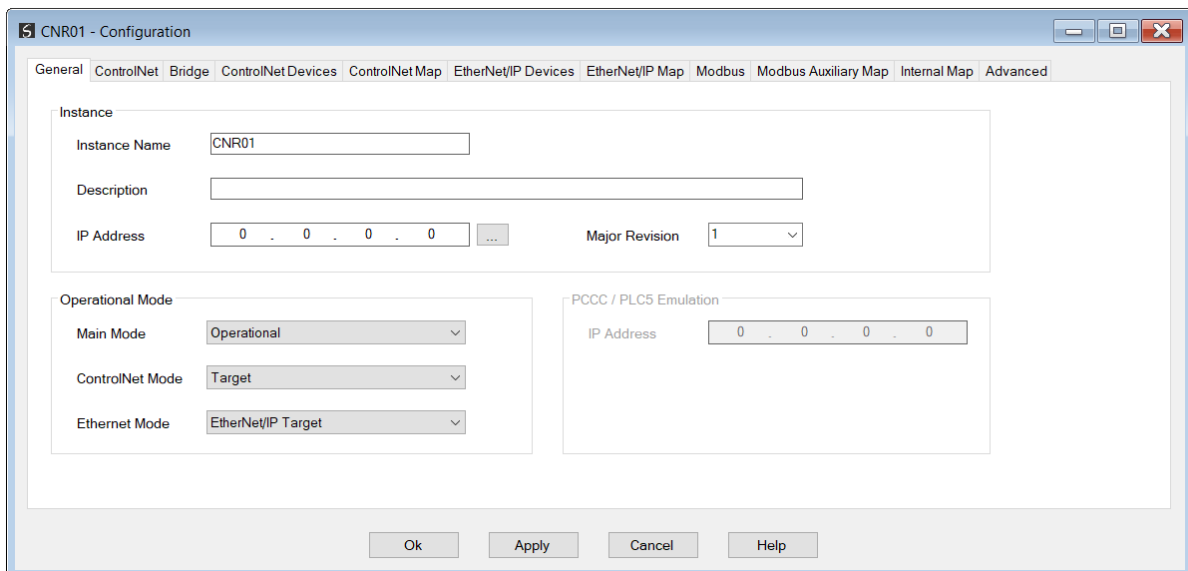 CNR01 - Configuration
General ControlNet Bridge ControlNet Devices ControlNet Map EtherNet/IP Devices EtherNet/IP Map Modbus Modbus Auxiliary Map Internal Map Advanced
Instance
Instance Name CNR01
Description
IP Address 0 . 0 . 0 . 0 ... Major Revision 1
Operational Mode PCCC / PLC5 Emulation
Main Mode Operational IP Address 0 . 0 . 0 . 0
ControlNet Mode Target
Ethernet Mode EtherNet/IP Target
Ok Apply Cancel Help